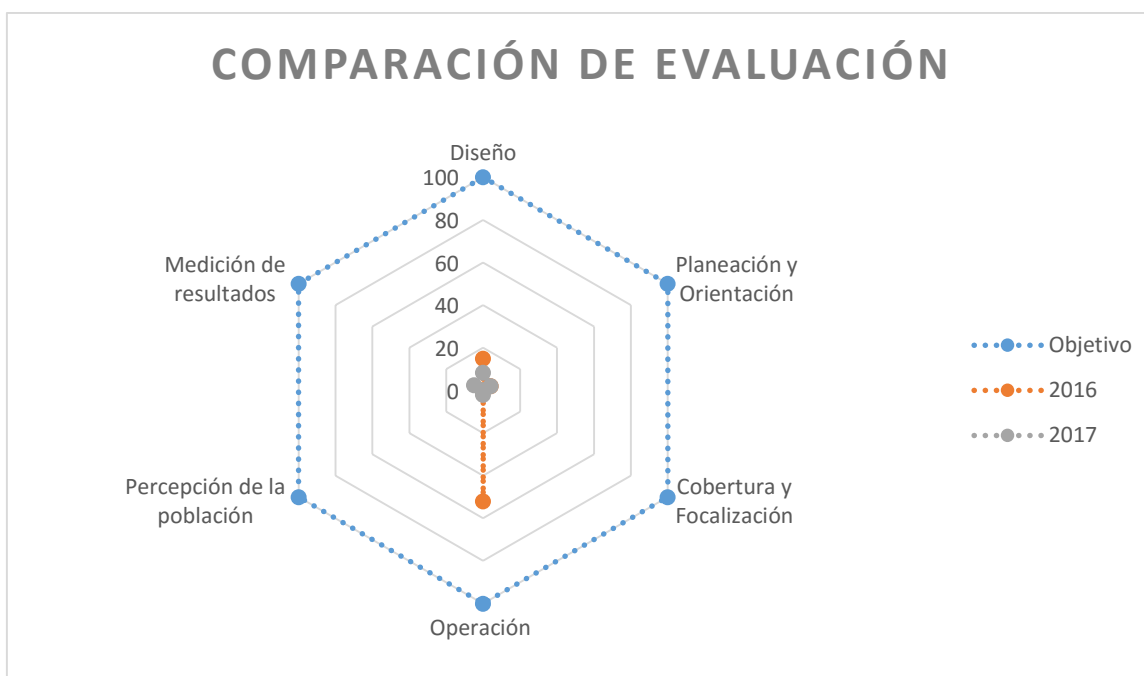 COMPARACIÓN DE EVALUACIÓN
Diseño
100
80
60
40
20
0
Planeación y
Orientación
Cobertura y
Focalización
Operación
Percepción de la
población
Medición de
resultados
Objetivo
2016
2017